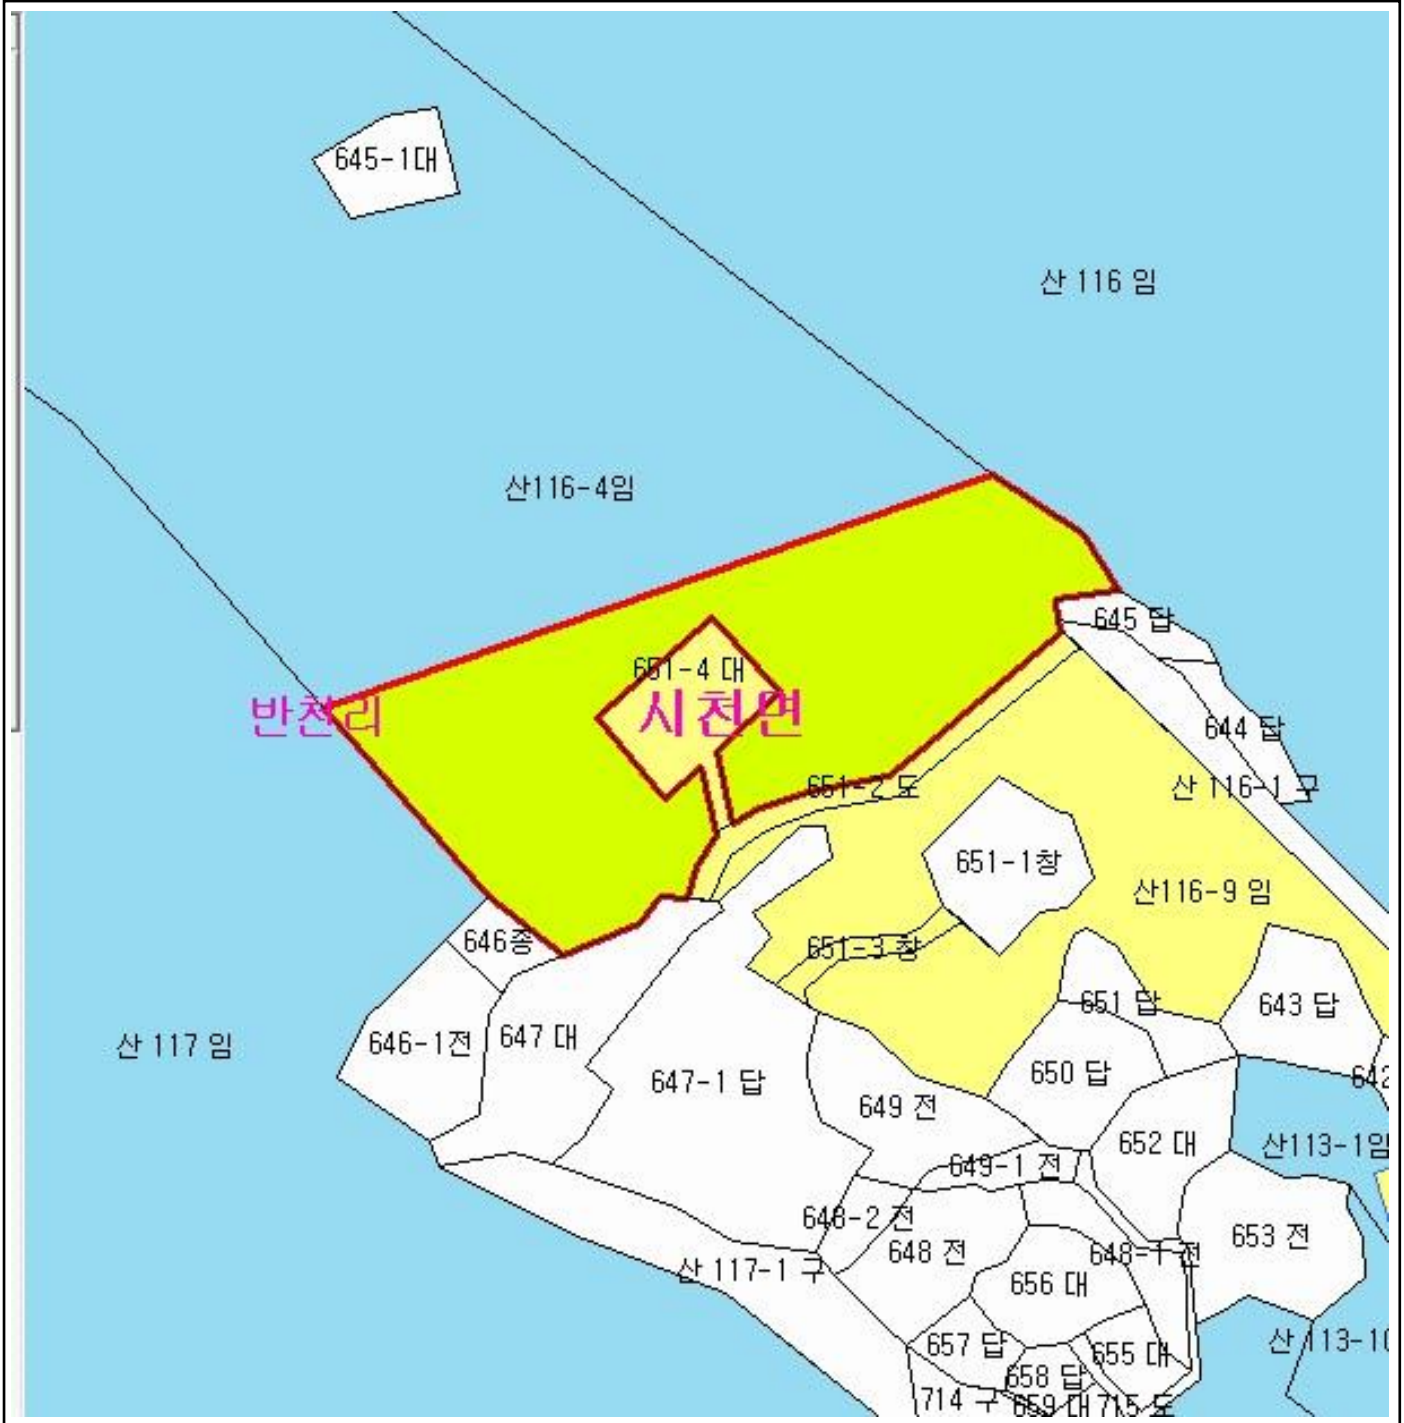 645-1대
산 116 임
산116-4임
645 답
651-4 대
반천리
시천면
644 답
651-2 도
산 116-1 구
651-1창
산116-9 임
646종
651-3 창
651 답
643 답
산 117 임
646-1전
647 대
647-1 답
650 답
642
649 전
652 대
산113-1임
649-1 전
648-2 전
648 전
648-1 전
653 전
산 117-1 구
656 대
657 답
655 대
산 113-10
658 답
714 구
659 대
715 도